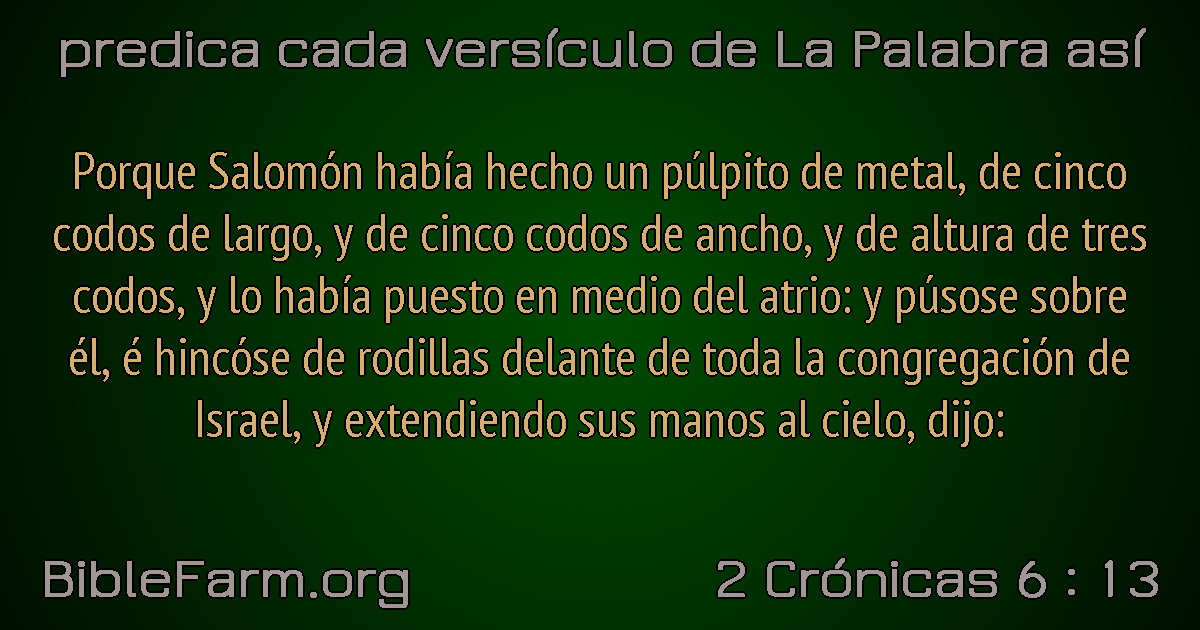 predica cada versículo de La Palabra así
Porque Salomón había hecho un púlpito de metal, de cinco
codos de largo, y de cinco codos de ancho, y de altura de tres
codos, y lo había puesto en medio del atrio: y púsose sobre
él, é hincóse de rodillas delante de toda la congregación de
Israel, y extendiendo sus manos al cielo, dijo:
BibleFarm.org
2 Crónicas 6 : 13